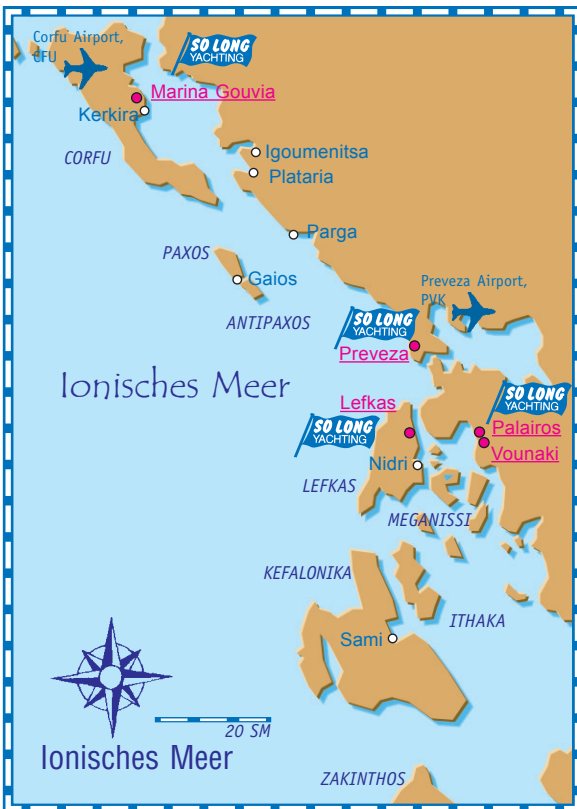 Corfu Airport,
CFU
SO LONG
YACHTING
Marina Gouvia
Kerkira
CORFU
Igoumenitsa
Plataria
Parga
PAXOS
Gaios
ANTIPAXOS
Preveza Airport,
PVK
SO LONG
YACHTING
Preveza
Ionisches Meer
Lefkas
SO LONG
YACHTING
SO LONG
YACHTING
Palairos
Vounaki
Nidri
LEFKAS
MEGANISSI
KEFALONIKA
ITHAKA
Sami
20 SM
Ionisches Meer
ZAKINTHOS